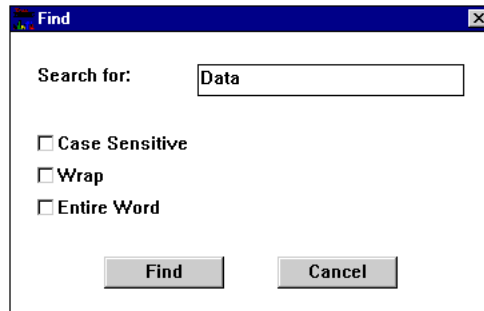 Find
Search for: Data
Case Sensitive
Wrap
Entire Word
Find Cancel